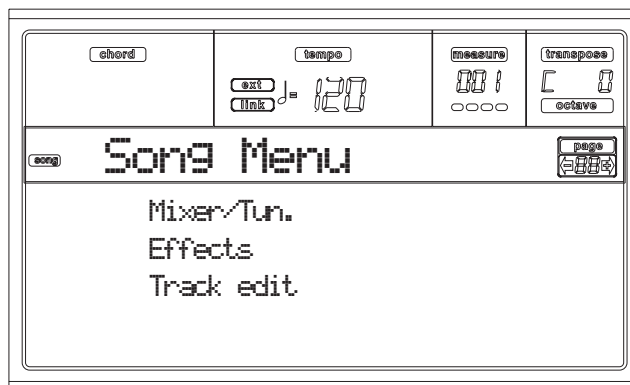 chord
tempo
measure
transpose
ext
link
♩= 120
001
C 0
octave
song
Song Menu
page
Mixer/Tun.
Effects
Track edit